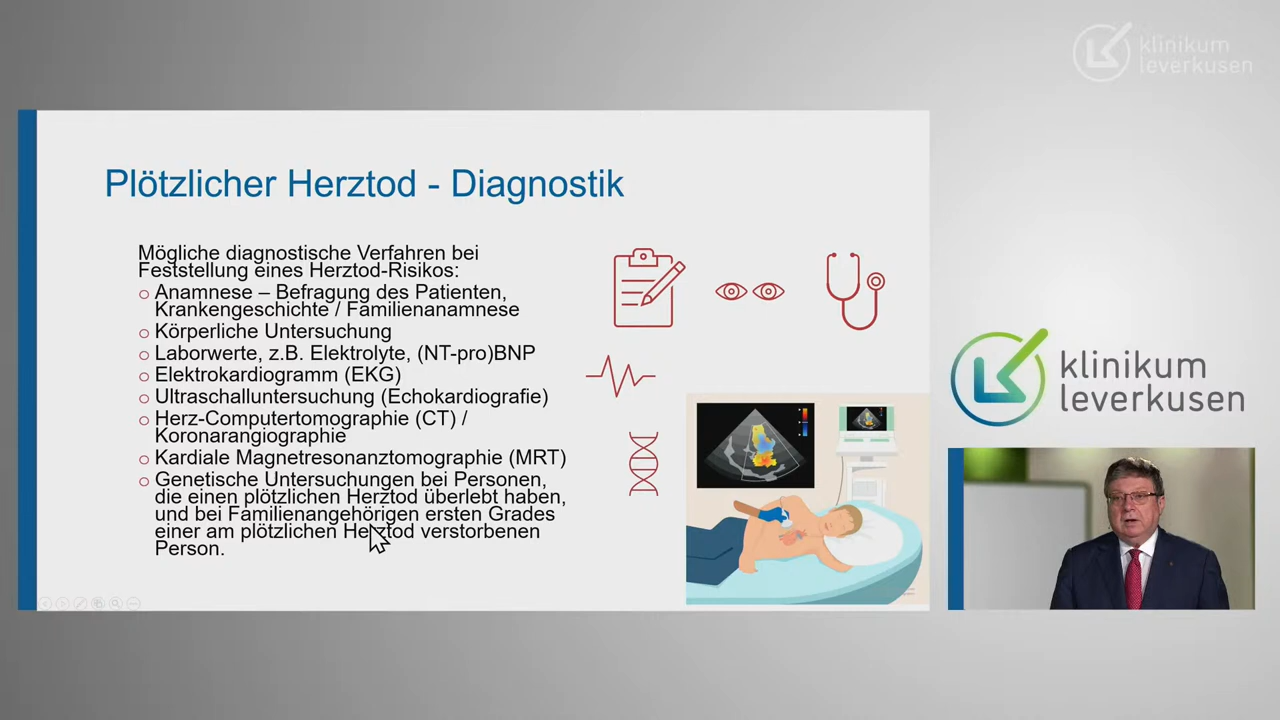 klinikum
leverkusen
Plötzlicher Herztod - Diagnostik
Mögliche diagnostische Verfahren bei
Feststellung eines Herztod-Risikos:
Anamnese – Befragung des Patienten,
Krankengeschichte / Familienanamnese
Körperliche Untersuchung
Laborwerte, z.B. Elektrolyte, (NT-pro)BNP
Elektrokardiogramm (EKG)
Ultraschalluntersuchung (Echokardiografie)
Herz-Computertomographie (CT) /
Koronarangiographie
Kardiale Magnetresonanztomographie (MRT)
Genetische Untersuchungen bei Personen,
die einen plötzlichen Herztod überlebt haben,
und bei Familienangehörigen ersten Grades
einer am plötzlichen Herztod verstorbenen
Person.
klinikum
leverkusen